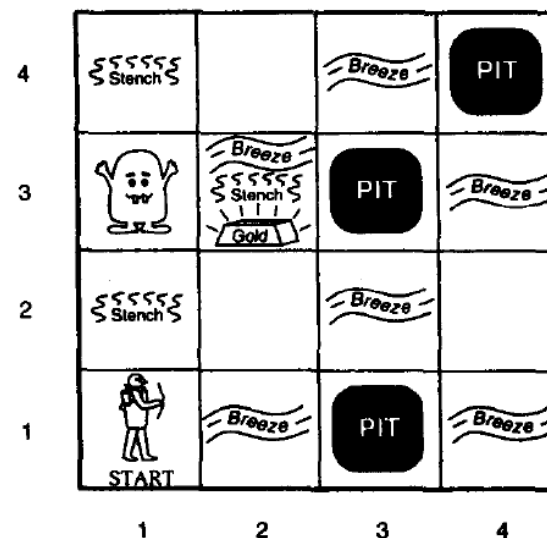 4 Stench Breeze PIT
3 Breeze
Stench PIT Breeze
Gold
2 Stench Breeze
1 Breeze PIT Breeze
START
1 2 3 4